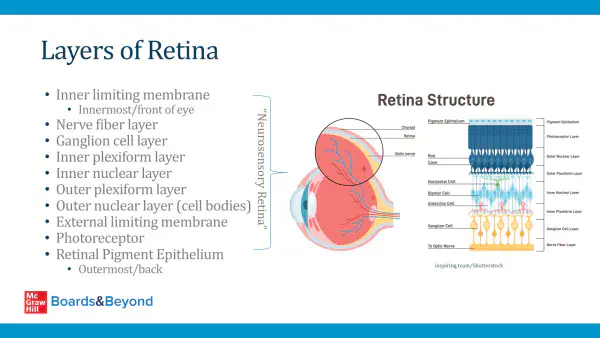 Layers of Retina
• Inner limiting membrane
• Innermost/front of eye
• Nerve fiber layer
• Ganglion cell layer
• Inner plexiform layer
• Inner nuclear layer
• Outer plexiform layer
• Outer nuclear layer (cell bodies)
• External limiting membrane
• Photoreceptor
• Retinal Pigment Epithelium
• Outermost/back
"Neurosensory Retina"
Retina Structure
Choroid
Retina
Optic nerve
Pigment Epithelium
Rod
Cone
Horizontal Cell
Bipolar Cell
Amacrine Cell
Ganglion Cell
To Optic Nerve
Pigment Epithelium
Photoreceptor Layer
Outer Nuclear Layer
Outer Plexiform Layer
Inner Nuclear Layer
Inner Plexiform Layer
Ganglion Cell Layer
Nerve Fiber Layer
inspiring.team/Shutterstock
Mc
Graw
Hill
Boards&Beyond